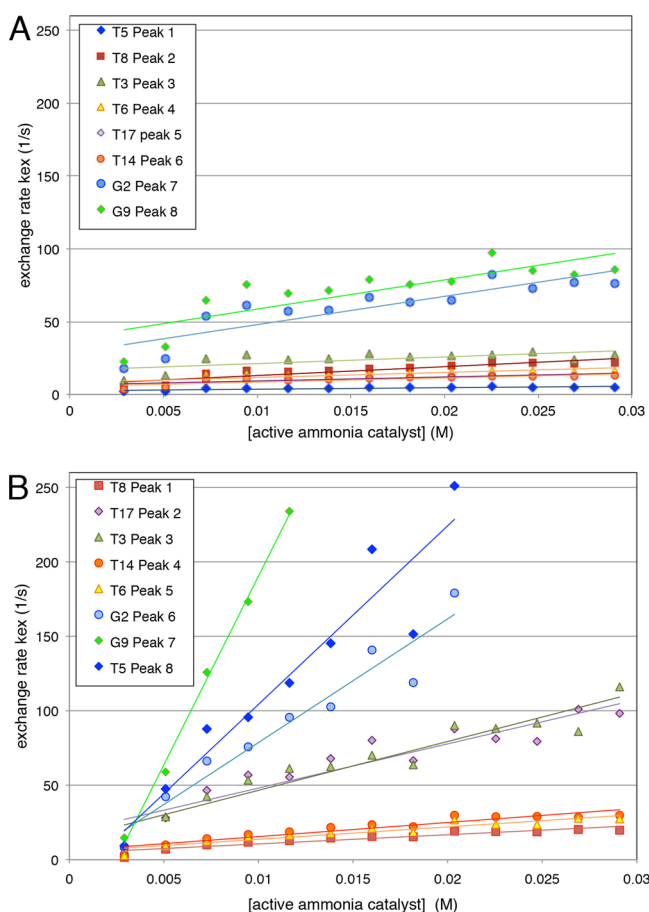 A
T5 Peak 1
T8 Peak 2
T3 Peak 3
T6 Peak 4
T17 peak 5
T14 Peak 6
G2 Peak 7
G9 Peak 8
exchange rate kex (1/s)
250
200
150
100
50
0
0 0.005 0.01 0.015 0.02 0.025 0.03
[active ammonia catalyst] (M)
B
T8 Peak 1
T17 Peak 2
T3 Peak 3
T14 Peak 4
T6 Peak 5
G2 Peak 6
G9 Peak 7
T5 Peak 8
exchange rate kex (1/s)
250
200
150
100
50
0
0 0.005 0.01 0.015 0.02 0.025 0.03
[active ammonia catalyst] (M)